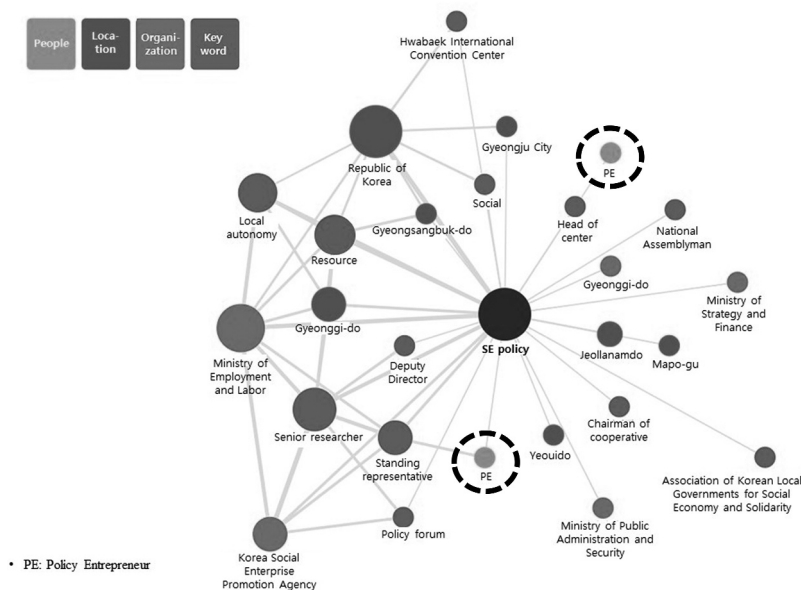 People
Loca-
tion
Organi-
zation
Key
word
Hwabaek International
Convention Center
Republic of
Korea
Gyeongju City
PE
Local
autonomy
Social
Head of
center
National
Assemblyman
Resource
Gyeongsangbuk-do
Gyeonggi-do
Ministry of
Strategy and
Finance
Gyeonggi-do
SE policy
Ministry of
Employment
and Labor
Deputy
Director
Jeollanamdo
Mapo-gu
Senior researcher
Chairman of
cooperative
Standing
representative
PE
Yeouido
Association of Korean Local
Governments for Social
Economy and Solidarity
Policy forum
Ministry of Public
Administration and
Security
Korea Social
Enterprise
Promotion Agency
• PE: Policy Entrepreneur